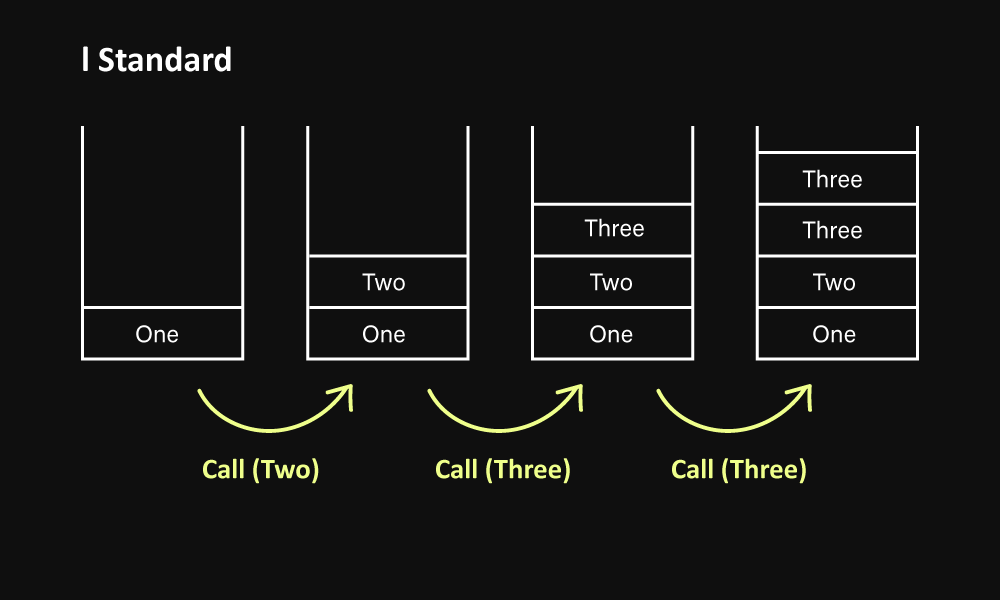 l Standard
One
Two
One
Three
Two
One
Three
Three
Two
One
Call (Two)
Call (Three)
Call (Three)